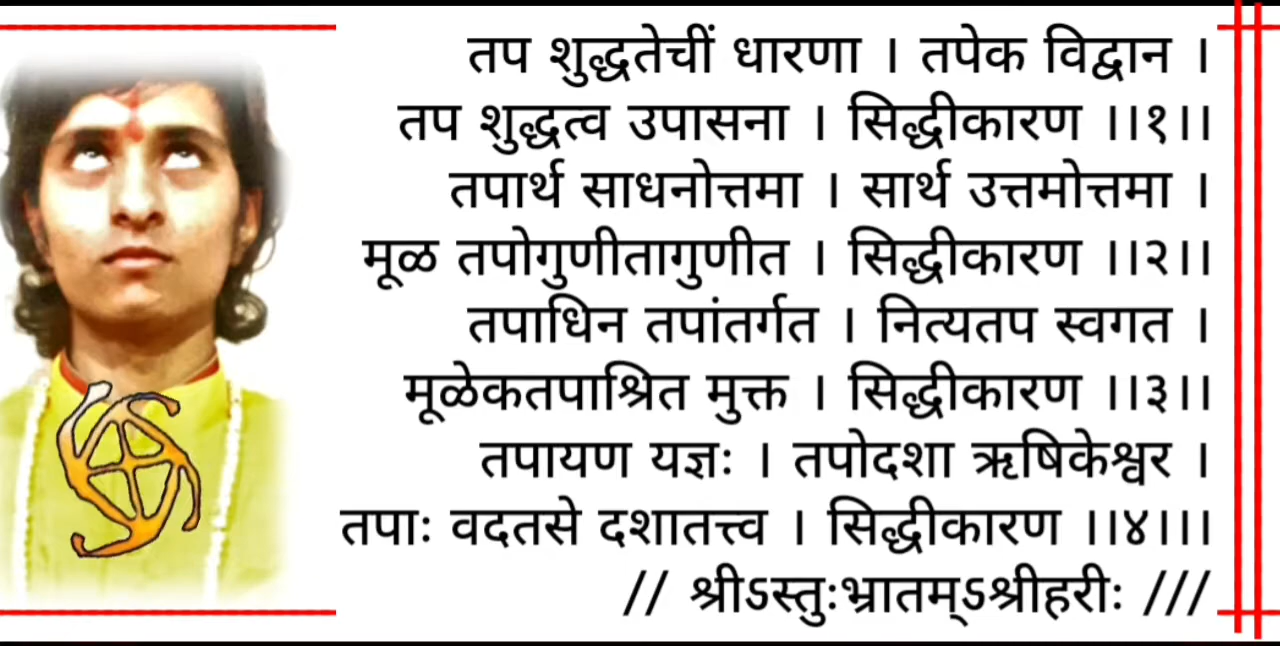 तप शुद्धतेचीं धारणा । तपेक विद्वान ।
तप शुद्धत्व उपासना । सिद्धीकारण ।।१।।
तपार्थ साधनोत्तमा । सार्थ उत्तमोत्तमा ।
मूळ तपोगुणीतागुणीत । सिद्धीकारण ।।२।।
तपाधिन तपांतर्गत । नित्यतप स्वगत ।
मूळेकतपाश्रित मुक्त । सिद्धीकारण ।।३।।
तपायण यज्ञः । तपोदशा ऋषिकेश्वर ।
तपाः वदतसे दशातत्त्व । सिद्धीकारण ।।४।।।
// श्रीऽस्तुःभ्रातम्ऽश्रीहरीः ///